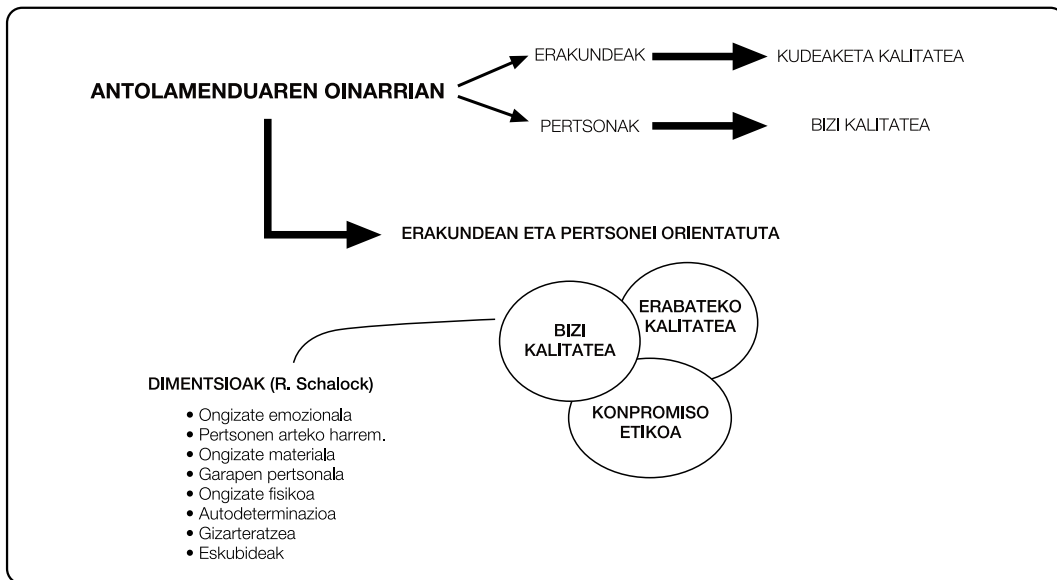 ERAKUNDEAK
KUDEAKETA KALITATEA
ANTOLAMENDUAREN OINARRIAN
PERTSONAK
BIZI KALITATEA
ERAKUNDEAN ETA PERTSONEI ORIENTATUTA
ERABATEKO
KALITATEA
BIZI
KALITATEA
KONPROMISO
ETIKOA
DIMENTSIOAK (R. Schalock)
• Ongizate emozionala
• Pertsonen arteko harrem.
• Ongizate materiala
• Garapen pertsonala
• Ongizate fisikoa
• Autodeterminazioa
• Gizarteratzea
• Eskubideak